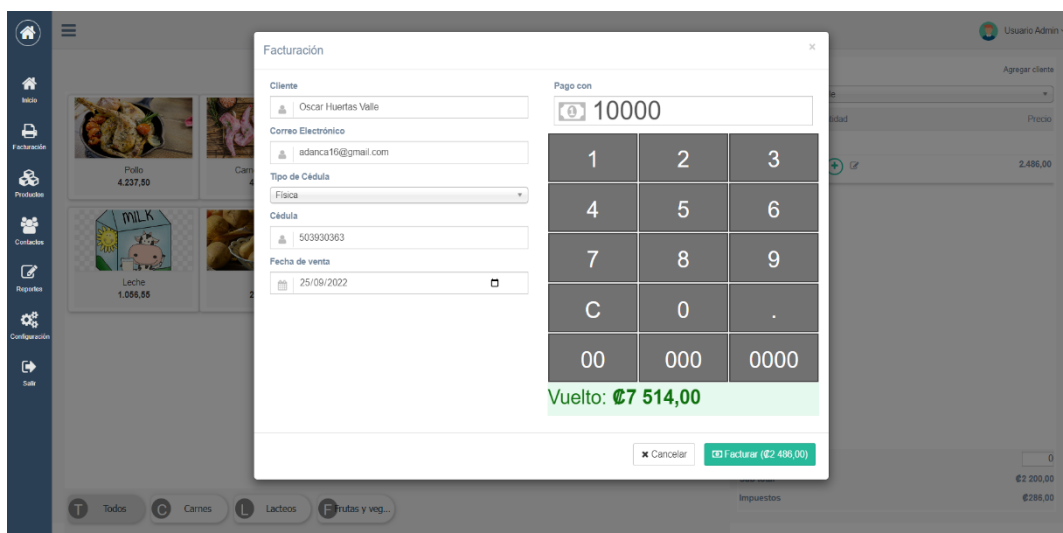 Usuario Admin
Inicio
Facturación
Productos
Contactos
Reportes
Configuración
Salir
Pollo
4.237,50
MILK
Leche
1.056,55
Todos
Carnes
Lacteos
Frutas y veg...
T
C
L
F
Facturación
×
Cliente
Oscar Huertas Valle
Correo Electrónico
adanca16@gmail.com
Tipo de Cédula
Física
Cédula
503930363
Fecha de venta
25/09/2022
Pago con
10000
1 2 3
4 5 6
7 8 9
C 0 .
00 000 0000
Vuelto: ₡7 514,00
Cancelar
Facturar (₡2 486,00)
Agregar cliente
Precio
2.486,00
0
₡2 200,00
Impuestos
₡286,00